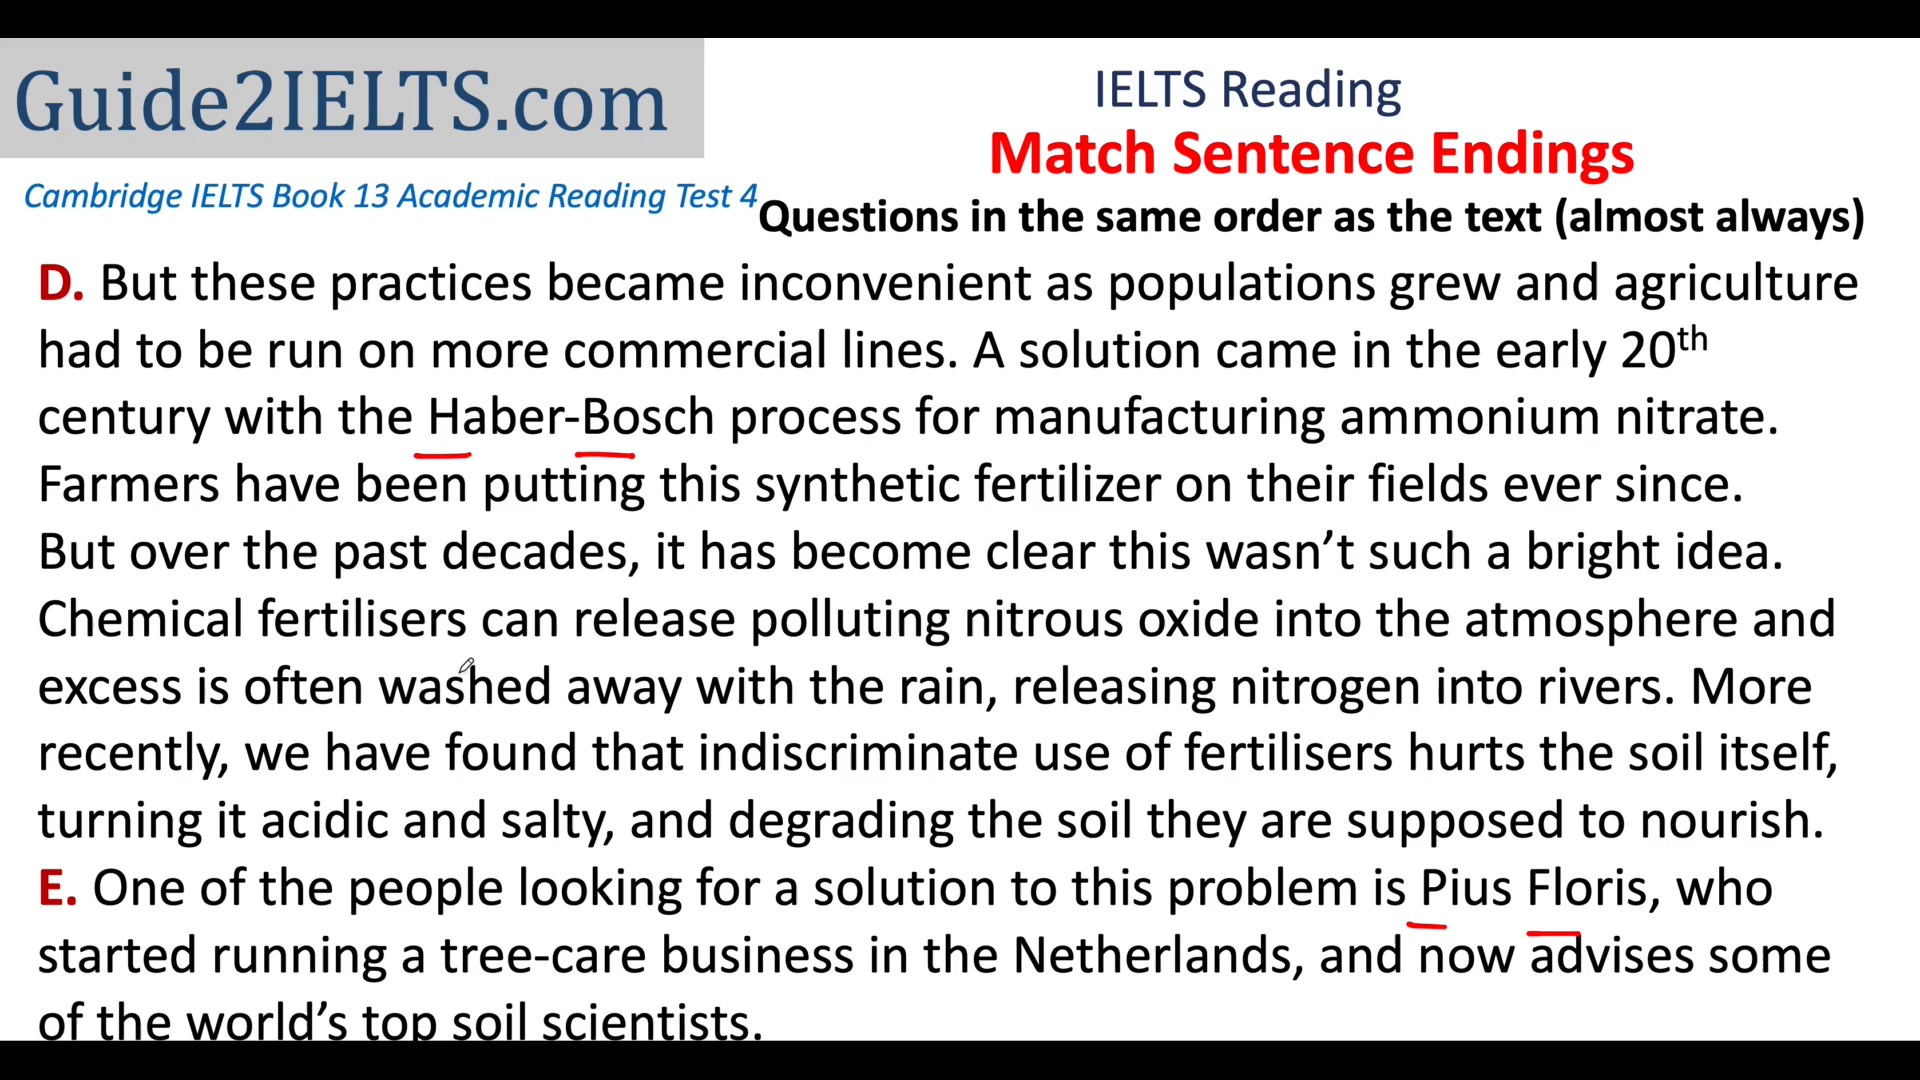 Guide2IELTS.com
IELTS Reading
Match Sentence Endings
Cambridge IELTS Book 13 Academic Reading Test 4
Questions in the same order as the text (almost always)
D. But these practices became inconvenient as populations grew and agriculture
had to be run on more commercial lines. A solution came in the early 20th
century with the Haber-Bosch process for manufacturing ammonium nitrate.
Farmers have been putting this synthetic fertilizer on their fields ever since.
But over the past decades, it has become clear this wasn’t such a bright idea.
Chemical fertilisers can release polluting nitrous oxide into the atmosphere and
excess is often washed away with the rain, releasing nitrogen into rivers. More
recently, we have found that indiscriminate use of fertilisers hurts the soil itself,
turning it acidic and salty, and degrading the soil they are supposed to nourish.
E. One of the people looking for a solution to this problem is Pius Floris, who
started running a tree-care business in the Netherlands, and now advises some
of the world’s top soil scientists.